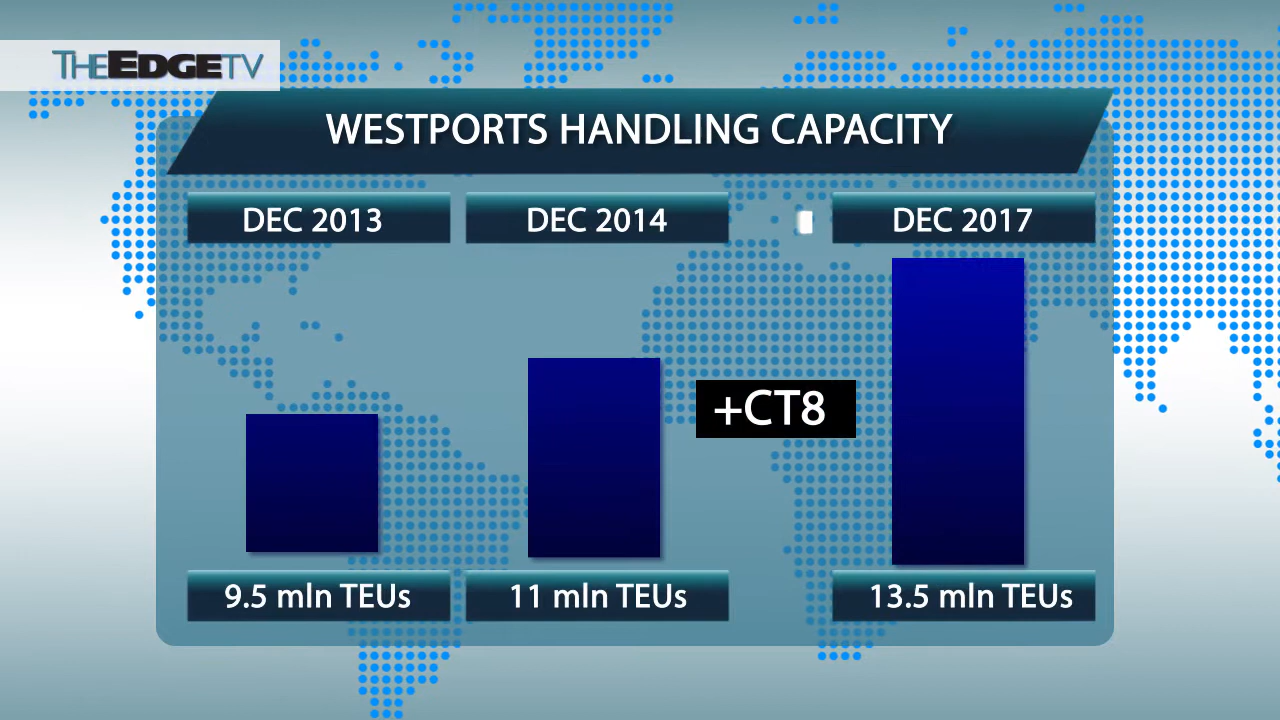 THEEDGETV
WESTPORTS HANDLING CAPACITY
DEC 2013
DEC 2014
DEC 2017
+CT8
9.5 mln TEUs
11 mln TEUs
13.5 mln TEUs